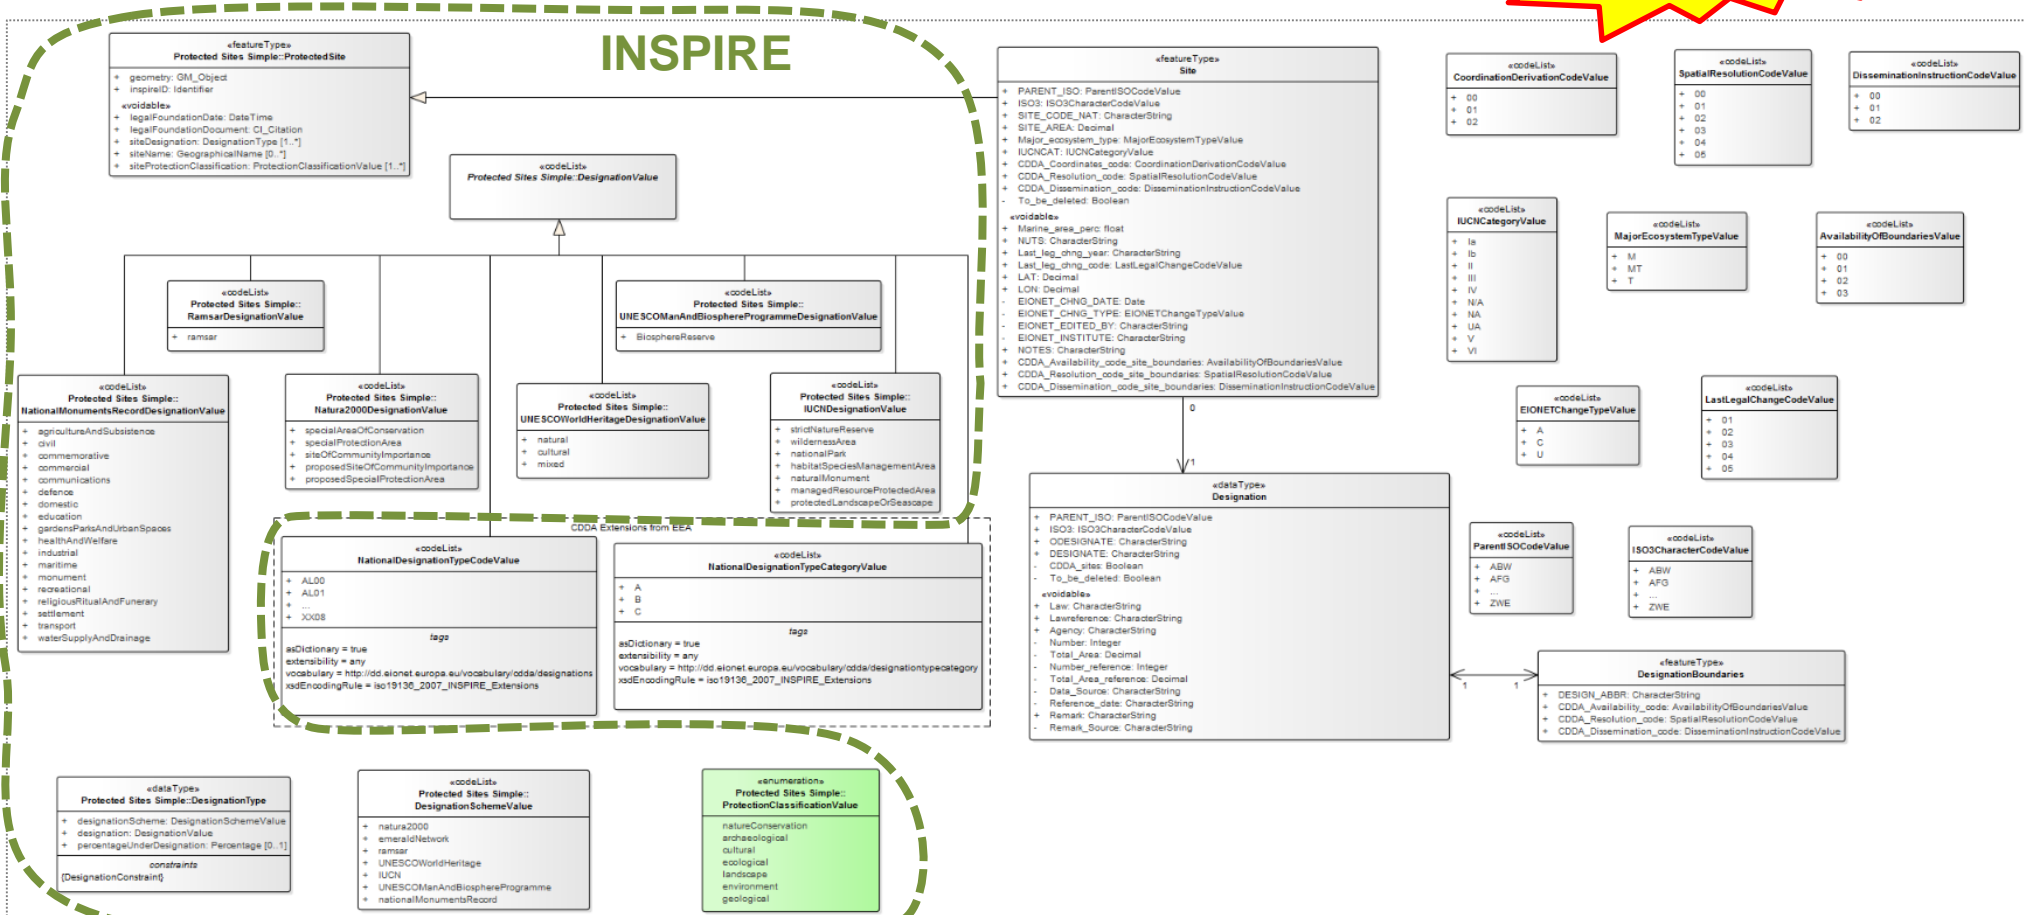 INSPIRE
«featureType»
Protected Sites Simple::ProtectedSite
+ geometry: GM_Object
+ inspireID: Identifier
«voidable»
+ legalFoundationDate: DateTime
+ legalFoundationDocument: CI_Citation
+ siteDesignation: DesignationType [1..*]
+ siteName: GeographicalName [0..*]
+ siteProtectionClassification: ProtectionClassificationValue [1..*]
«codeList»
Protected Sites Simple::DesignationValue
«codeList»
Protected Sites Simple::
RamsarDesignationValue
+ ramsar
«codeList»
Protected Sites Simple::
UNESCOManAndBiosphereProgrammeDesignationValue
+ BiosphereReserve
«codeList»
Protected Sites Simple::
NationalMonumentsRecordDesignationValue
+ agricultureAndSubsistence
+ civil
+ commemorative
+ commercial
+ communications
+ defence
+ domestic
+ education
+ gardensParksAndUrbanSpaces
+ healthAndWelfare
+ industrial
+ maritime
+ monument
+ recreational
+ religiousRitualAndFunerary
+ settlement
+ transport
+ waterSupplyAndDrainage
«codeList»
Protected Sites Simple::
Natura2000DesignationValue
+ specialAreaOfConservation
+ specialProtectionArea
+ siteOfCommunityImportance
+ proposedSiteOfCommunityImportance
+ proposedSpecialProtectionArea
«codeList»
Protected Sites Simple::
UNESCOWorldHeritageDesignationValue
+ natural
+ cultural
+ mixed
«codeList»
Protected Sites Simple::
IUCNDesignationValue
+ strictNatureReserve
+ wildernessArea
+ nationalPark
+ habitatSpeciesManagementArea
+ naturalMonument
+ managedResourceProtectedArea
+ protectedLandscapeOrSeascape
CDDA Extensions from EEA
«codeList»
NationalDesignationTypeCodeValue
+ AL00
+ AL01
+ ...
+ XX08
tags
asDictionary = true
extensibility = any
vocabulary = http://dd.eionet.europa.eu/vocabulary/cdda/designations
xsdEncodingRule = iso19136_2007_INSPIRE_Extensions
«codeList»
NationalDesignationTypeCategoryValue
+ A
+ B
+ C
tags
asDictionary = true
extensibility = any
vocabulary = http://dd.eionet.europa.eu/vocabulary/cdda/designationtypecategory
xsdEncodingRule = iso19136_2007_INSPIRE_Extensions
«dataType»
Protected Sites Simple::DesignationType
+ designationScheme: DesignationSchemeValue
+ designation: DesignationValue
+ percentageUnderDesignation: Percentage [0..1]
constraints
{DesignationConstraint}
«codeList»
Protected Sites Simple::
DesignationSchemeValue
+ natura2000
+ emeraldNetwork
+ ramsar
+ UNESCOWorldHeritage
+ IUCN
+ UNESCOManAndBiosphereProgramme
+ nationalMonumentsRecord
«enumeration»
Protected Sites Simple::
ProtectionClassificationValue
natureConservation
archaeological
cultural
ecological
landscape
environment
geological
«featureType»
Site
+ PARENT_ISO: ParentISOCodeValue
+ ISO3: ISO3CharacterCodeValue
+ SITE_CODE_NAT: CharacterString
+ SITE_AREA: Decimal
+ Major_ecosystem_type: MajorEcosystemTypeValue
+ IUCNCAT: IUCNCategoryValue
+ CDDA_Coordinates_code: CoordinationDerivationCodeValue
+ CDDA_Resolution_code: SpatialResolutionCodeValue
+ CDDA_Dissemination_code: DisseminationInstructionCodeValue
- To_be_deleted: Boolean
«voidable»
+ Marine_area_perc: float
+ NUTS: CharacterString
+ Last_leg_chng_year: CharacterString
+ Last_leg_chng_code: LastLegalChangeCodeValue
+ LAT: Decimal
+ LON: Decimal
- EIONET_CHNG_DATE: Date
- EIONET_CHNG_TYPE: EIONETChangeTypeValue
- EIONET_EDITED_BY: CharacterString
- EIONET_INSTITUTE: CharacterString
+ NOTES: CharacterString
+ CDDA_Availability_code_site_boundaries: AvailabilityOfBoundariesValue
+ CDDA_Resolution_code_site_boundaries: SpatialResolutionCodeValue
+ CDDA_Dissemination_code_site_boundaries: DisseminationInstructionCodeValue
0
1
«dataType»
Designation
+ PARENT_ISO: ParentISOCodeValue
+ ISO3: ISO3CharacterCodeValue
+ ODESIGNATE: CharacterString
+ DESIGNATE: CharacterString
- CDDA_sites: Boolean
- To_be_deleted: Boolean
«voidable»
+ Law: CharacterString
+ Lawreference: CharacterString
+ Agency: CharacterString
- Number: Integer
- Total_Area: Decimal
- Number_reference: Integer
- Total_Area_reference: Decimal
- Data_Source: CharacterString
- Reference_date: CharacterString
+ Remark: CharacterString
- Remark_Source: CharacterString
1 1
«featureType»
DesignationBoundaries
+ DESIGN_ABBR: CharacterString
+ CDDA_Availability_code: AvailabilityOfBoundariesValue
+ CDDA_Resolution_code: SpatialResolutionCodeValue
+ CDDA_Dissemination_code: DisseminationInstructionCodeValue
«codeList»
CoordinationDerivationCodeValue
+ 00
+ 01
+ 02
«codeList»
SpatialResolutionCodeValue
+ 00
+ 01
+ 02
+ 03
+ 04
+ 05
«codeList»
DisseminationInstructionCodeValue
+ 00
+ 01
+ 02
«codeList»
IUCNCategoryValue
+ Ia
+ Ib
+ II
+ III
+ IV
+ N/A
+ NA
+ UA
+ V
+ VI
«codeList»
MajorEcosystemTypeValue
+ M
+ MT
+ T
«codeList»
AvailabilityOfBoundariesValue
+ 00
+ 01
+ 02
+ 03
«codeList»
EIONETChangeTypeValue
+ A
+ C
+ U
«codeList»
LastLegalChangeCodeValue
+ 01
+ 02
+ 03
+ 04
+ 05
«codeList»
ParentISOCodeValue
+ ABW
+ AFG
+ ...
+ ZWE
«codeList»
ISO3CharacterCodeValue
+ ABW
+ AFG
+ ...
+ ZWE